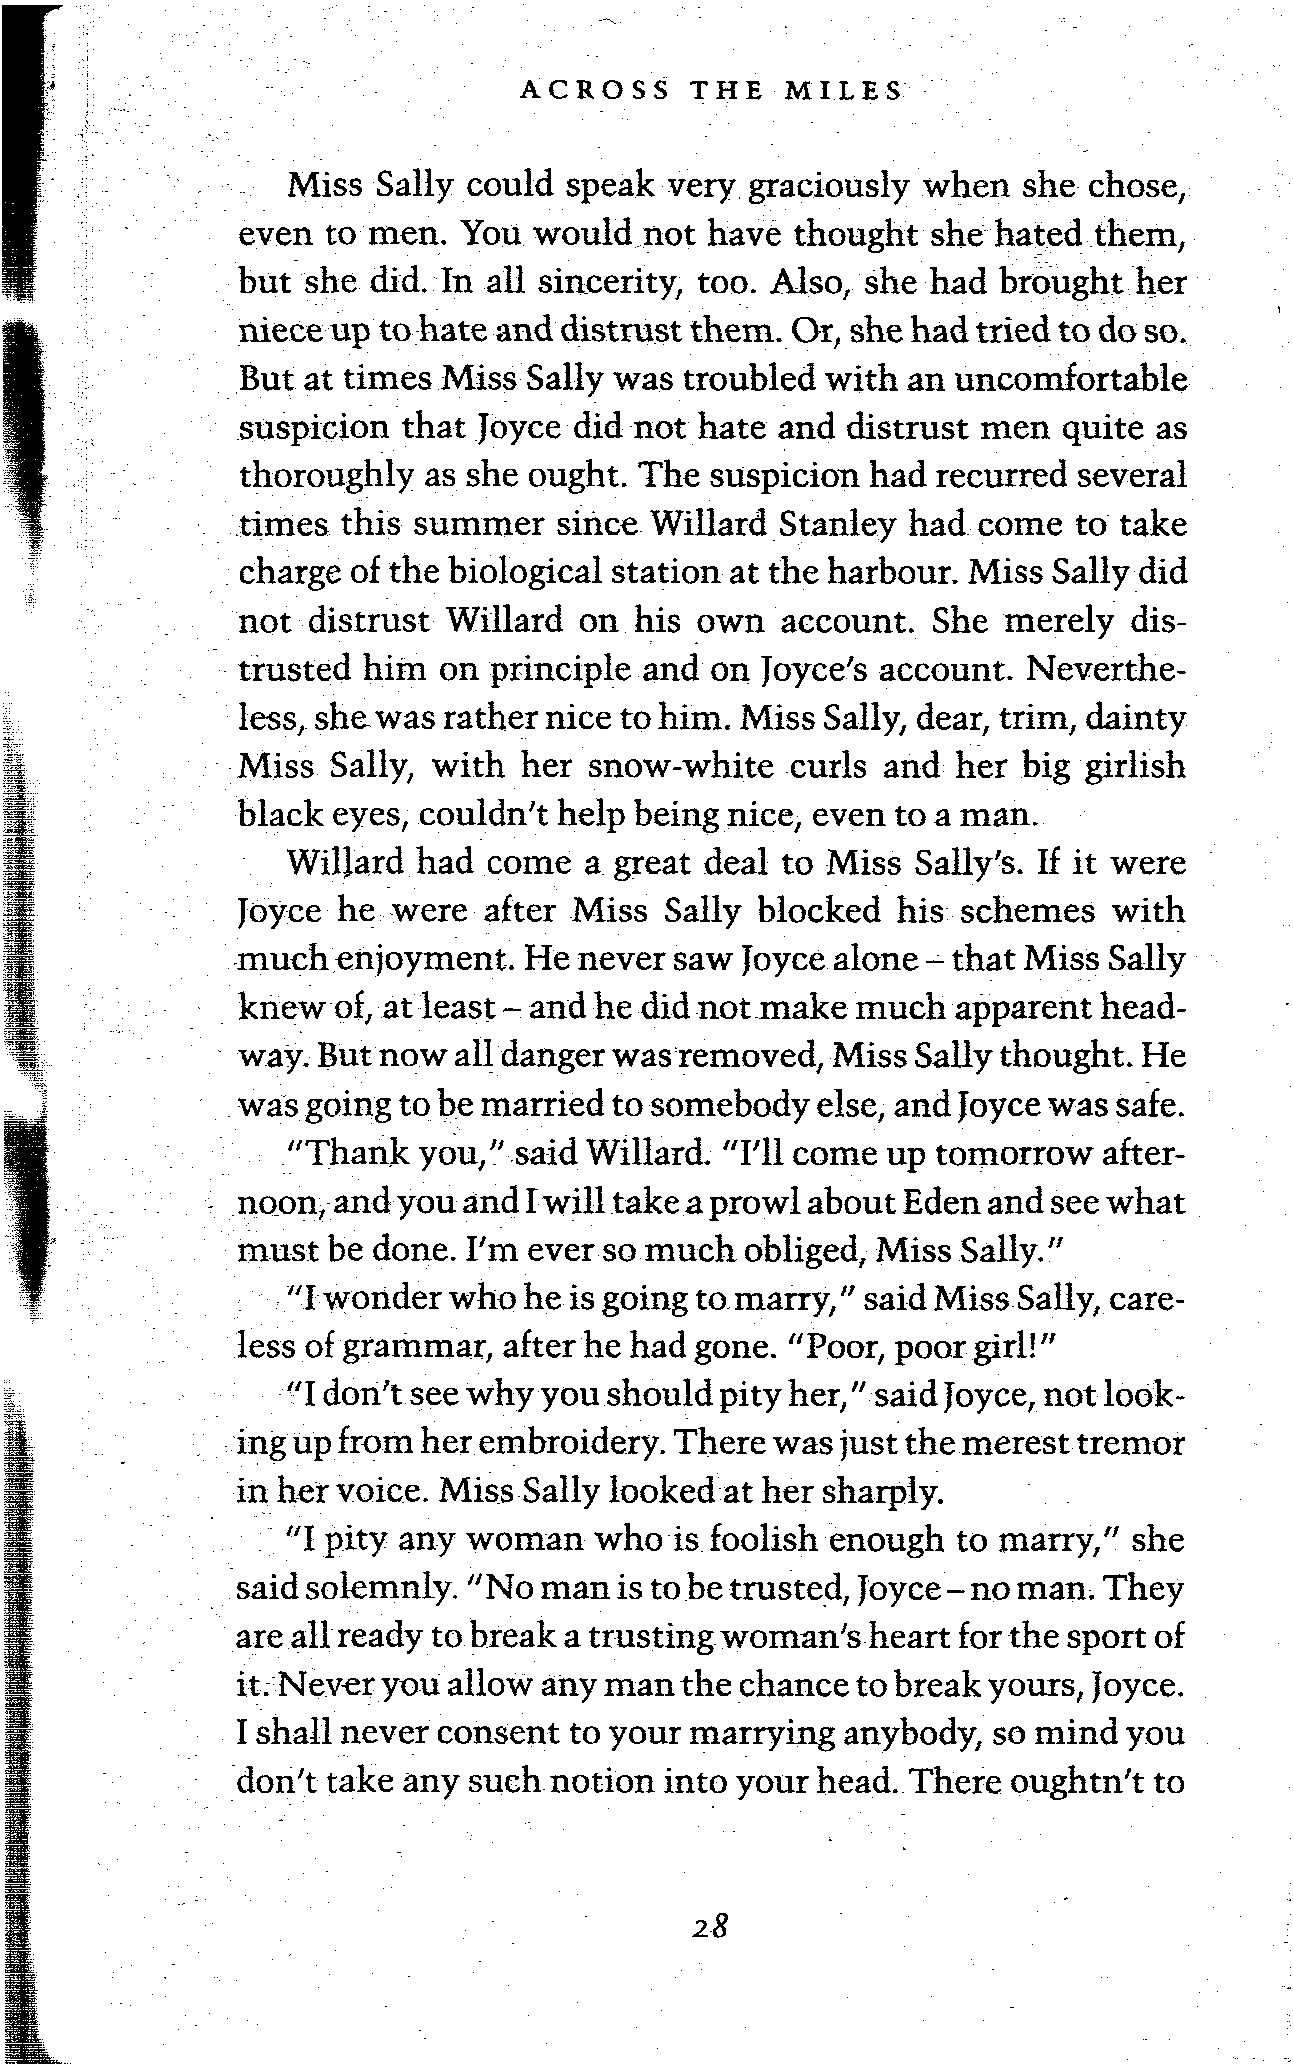 ACROSS THE MILES
Miss Sally could speak very graciously when she chose,
even to men. You would not have thought she hated them,
but she did. In all sincerity, too. Also, she had brought her
niece up to hate and distrust them. Or, she had tried to do so.
But at times Miss Sally was troubled with an uncomfortable
suspicion that Joyce did not hate and distrust men quite as
thoroughly as she ought. The suspicion had recurred several
times this summer since Willard Stanley had come to take
charge of the biological station at the harbour. Miss Sally did
not distrust Willard on his own account. She merely dis-
trusted him on principle and on Joyce's account. Neverthe-
less, she was rather nice to him. Miss Sally, dear, trim, dainty
Miss Sally, with her snow-white curls and her big girlish
black eyes, couldn't help being nice, even to a man.
Willard had come a great deal to Miss Sally's. If it were
Joyce he were after Miss Sally blocked his schemes with
much enjoyment. He never saw Joyce alone – that Miss Sally
knew of, at least – and he did not make much apparent head-
way. But now all danger was removed, Miss Sally thought. He
was going to be married to somebody else, and Joyce was safe.
"Thank you," said Willard. "I'll come up tomorrow after-
noon, and you and I will take a prowl about Eden and see what
must be done. I'm ever so much obliged, Miss Sally."
"I wonder who he is going to marry," said Miss Sally, care-
less of grammar, after he had gone. "Poor, poor girl!"
"I don't see why you should pity her," said Joyce, not look-
ing up from her embroidery. There was just the merest tremor
in her voice. Miss Sally looked at her sharply.
"I pity any woman who is foolish enough to marry," she
said solemnly. "No man is to be trusted, Joyce – no man. They
are all ready to break a trusting woman's heart for the sport of
it. Never you allow any man the chance to break yours, Joyce.
I shall never consent to your marrying anybody, so mind you
don't take any such notion into your head. There oughtn't to
28